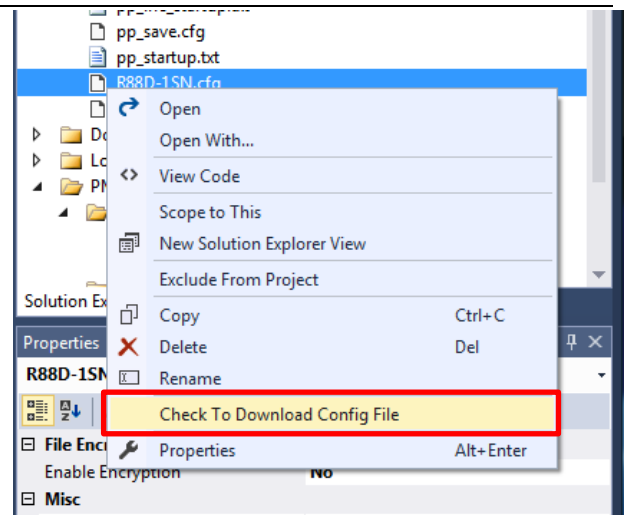 pp_save.cfg
pp_startup.txt
R88D-1SN.cfg
Open
Open With...
View Code
Scope to This
New Solution Explorer View
Exclude From Project
Solution Ex
Copy Ctrl+C
Properties
Delete Del
R88D-1SN
Rename
Check To Download Config File
File Encr
Properties Alt+Enter
Enable Encryption No
Misc